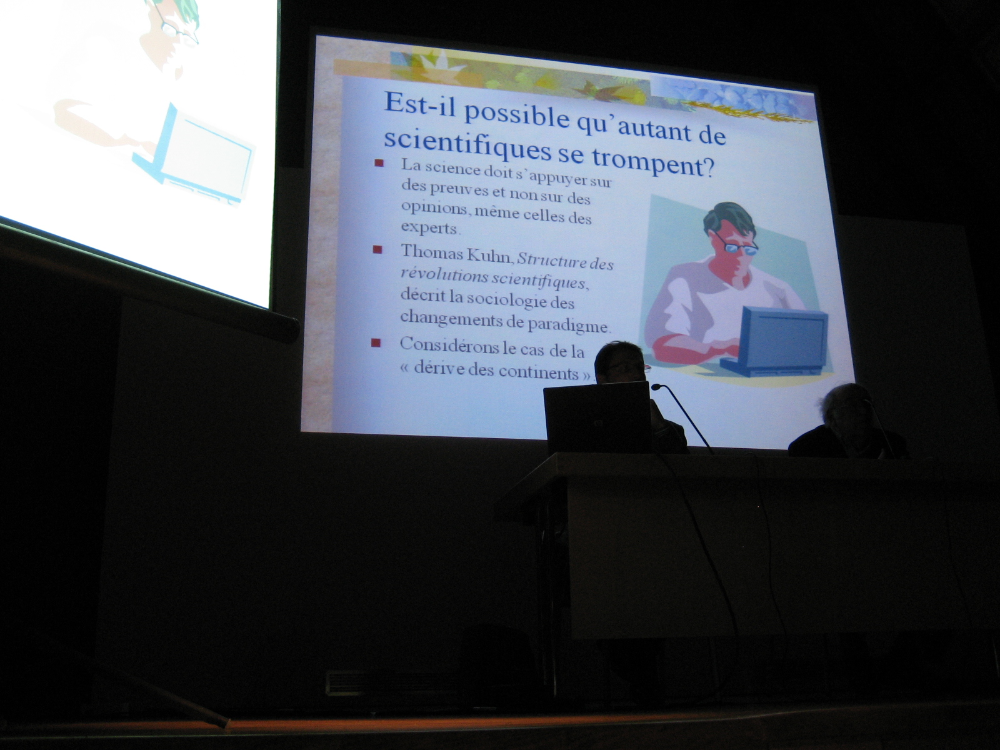 Est-il possible qu'autant de
scientifiques se trompent?
La science doit s'appuyer sur
des preuves et non sur des
opinions, même celles des
experts.
Thomas Kuhn, Structure des
révolutions scientifiques,
décrit la sociologie des
changements de paradigme.
Considérons le cas de la
« dérive des continents ».